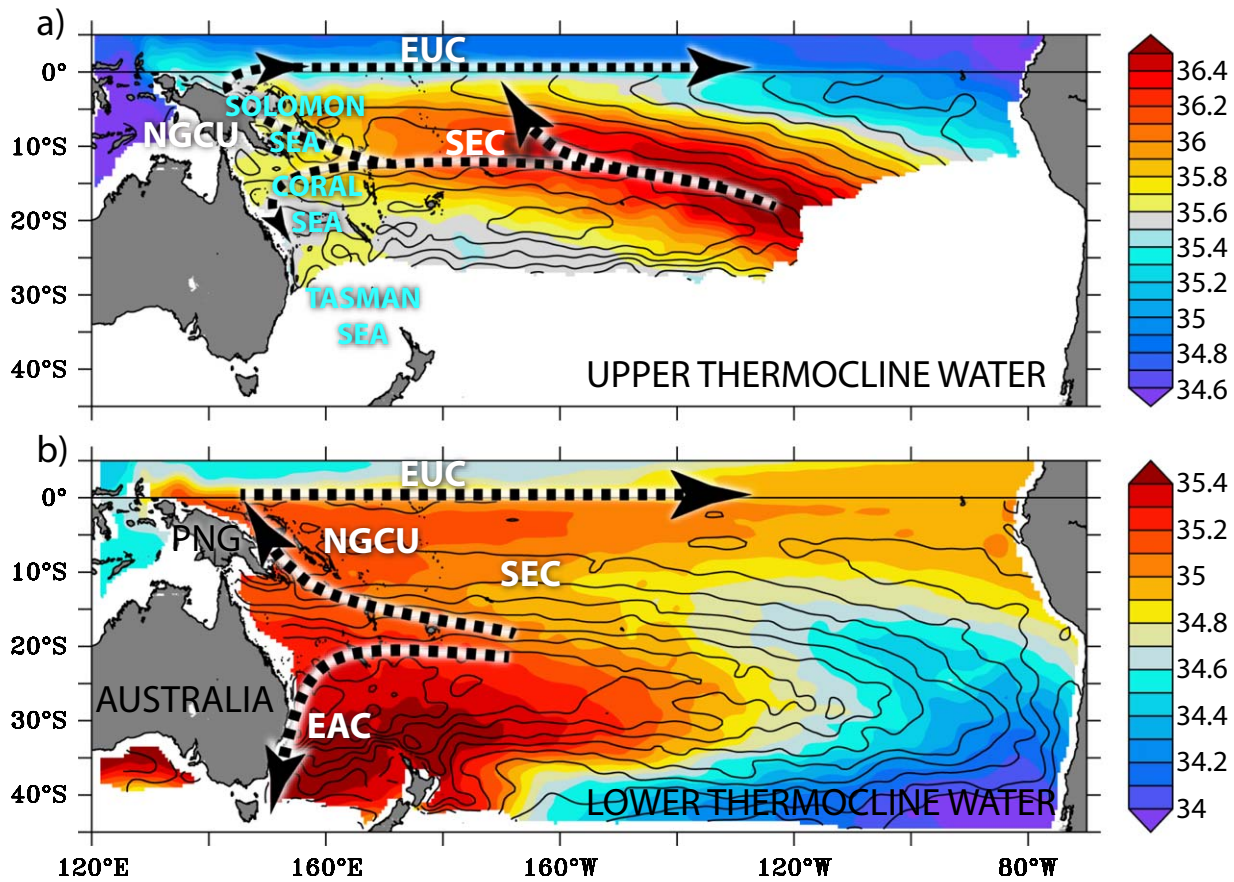 a)
EUC
0°
SOLOMON
SEA
NGCU
10°S
SEC
CORAL
SEA
20°S
30°S
TASMAN
SEA
40°S
UPPER THERMOCLINE WATER
36.4
36.2
36
35.8
35.6
35.4
35.2
35
34.8
34.6
b)
EUC
0°
PNG
NGCU
10°S
SEC
20°S
AUSTRALIA
30°S
EAC
40°S
LOWER THERMOCLINE WATER
35.4
35.2
35
34.8
34.6
34.4
34.2
34
120°E
160°E
160°W
120°W
80°W